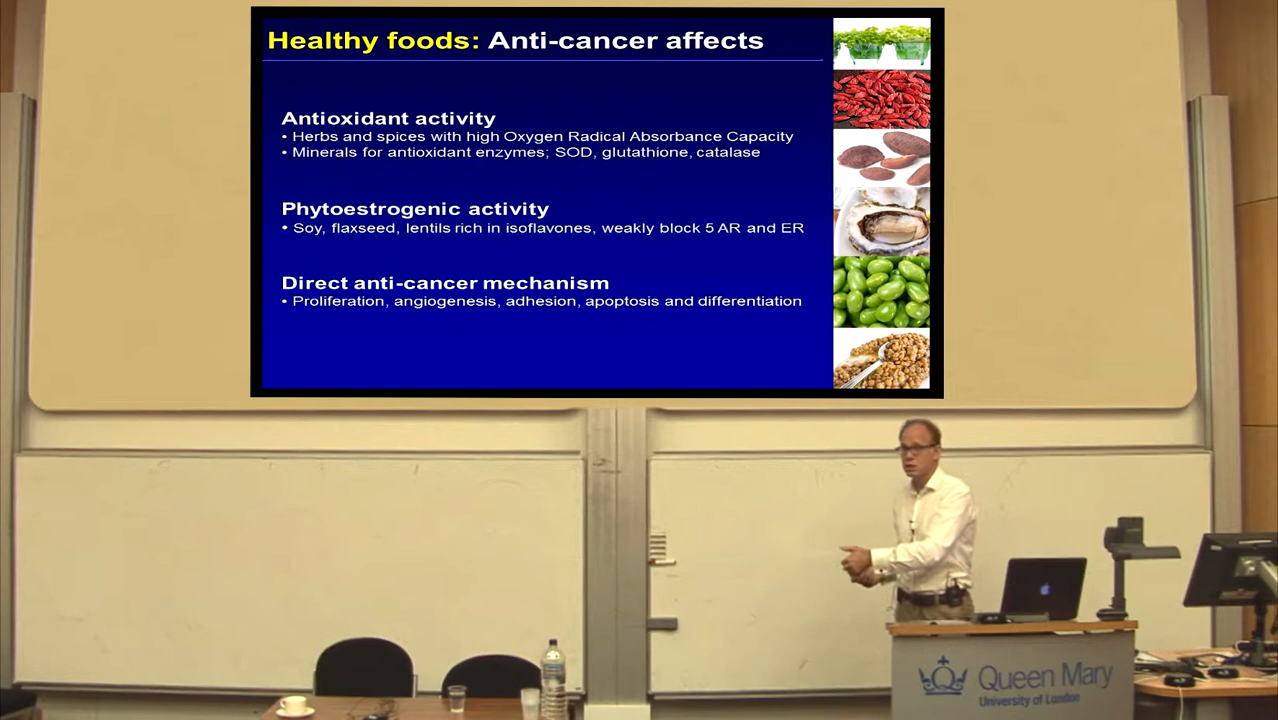 Healthy foods: Anti-cancer affects
Antioxidant activity
• Herbs and spices with high Oxygen Radical Absorbance Capacity
• Minerals for antioxidant enzymes; SOD, glutathione, catalase
Phytoestrogenic activity
• Soy, flaxseed, lentils rich in isoflavones, weakly block 5 AR and ER
Direct anti-cancer mechanism
• Proliferation, angiogenesis, adhesion, apoptosis and differentiation
Queen Mary
University of London